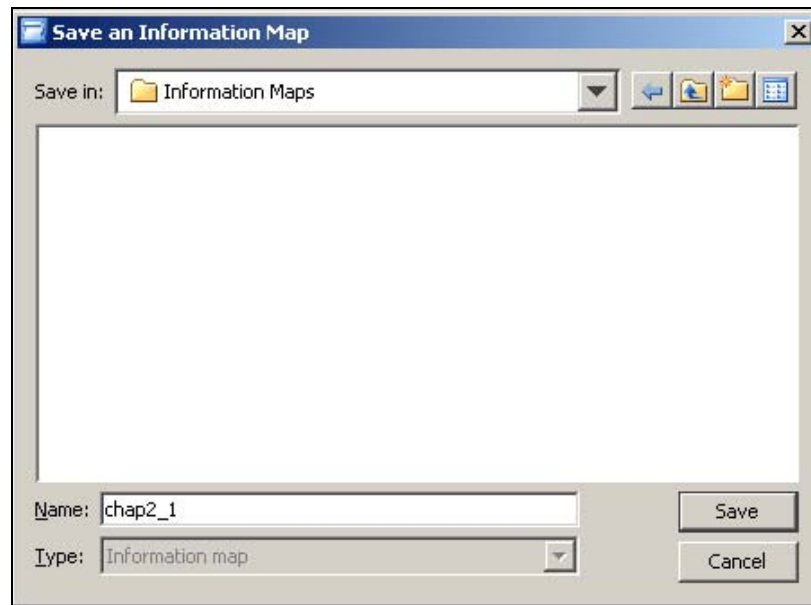 Save an Information Map
Save in: Information Maps
Name: chap2_1
Save
Type: Information map
Cancel